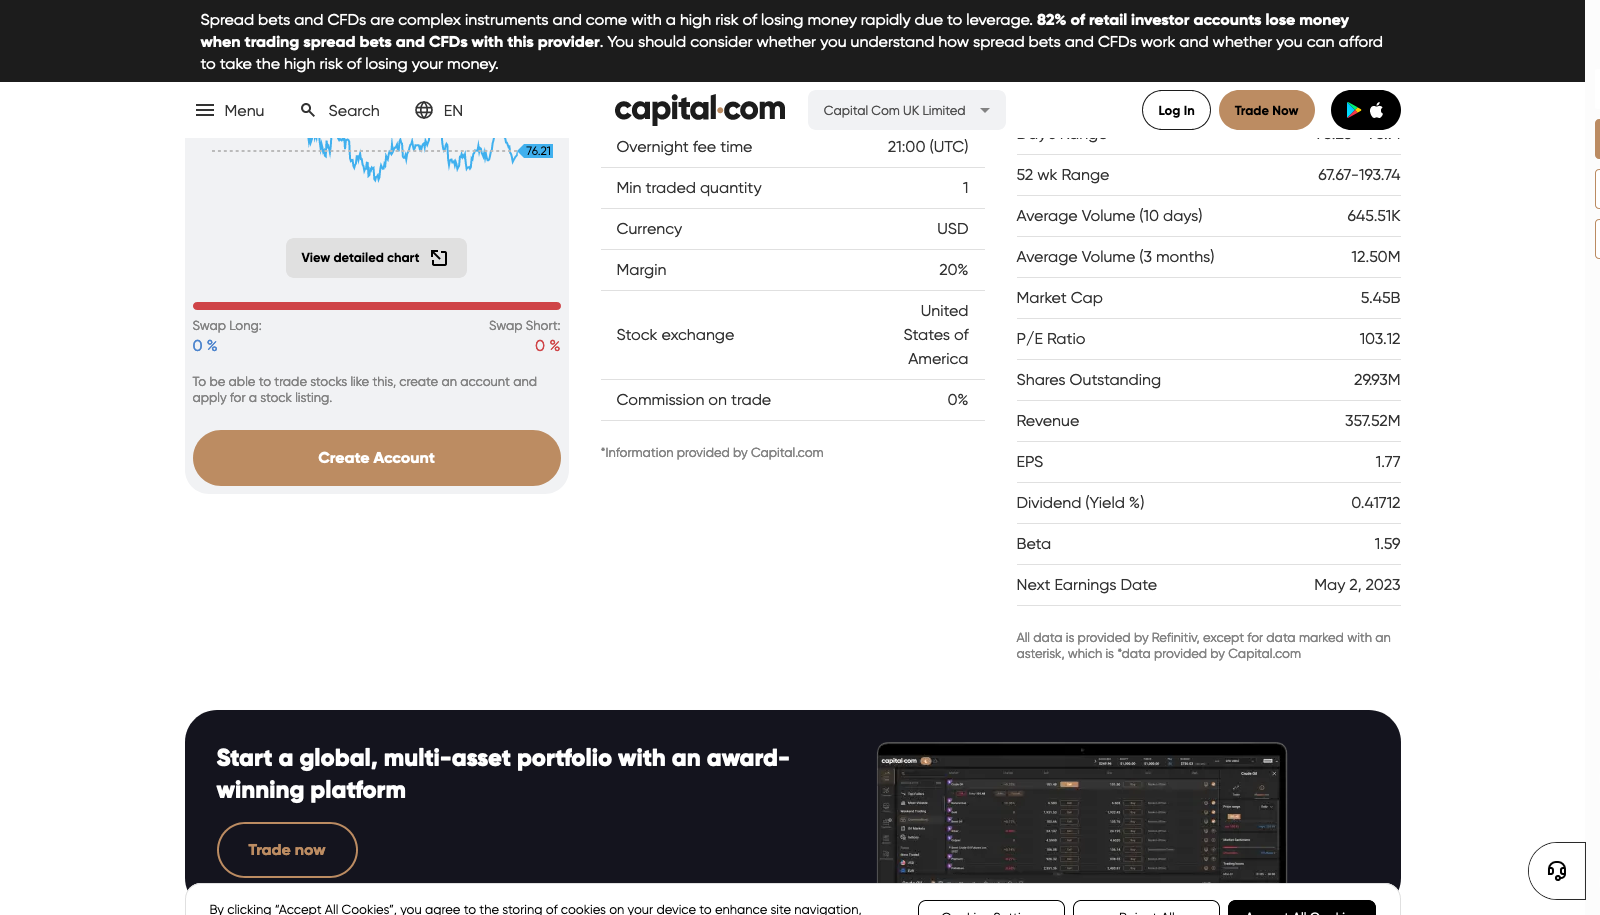 Spread bets and CFDs are complex instruments and come with a high risk of losing money rapidly due to leverage. 82% of retail investor accounts lose money
when trading spread bets and CFDs with this provider. You should consider whether you understand how spread bets and CFDs work and whether you can afford
to take the high risk of losing your money.
Menu
Search
EN
capital.com
Capital Com UK Limited
Log In
Trade Now
76.21
View detailed chart
Swap Long:
0 %
Swap Short:
0 %
To be able to trade stocks like this, create an account and
apply for a stock listing.
Create Account
Overnight fee time 21:00 (UTC)
Min traded quantity 1
Currency USD
Margin 20%
Stock exchange United
States of
America
Commission on trade 0%
*Information provided by Capital.com
52 wk Range 67.67-193.74
Average Volume (10 days) 645.51K
Average Volume (3 months) 12.50M
Market Cap 5.45B
P/E Ratio 103.12
Shares Outstanding 29.93M
Revenue 357.52M
EPS 1.77
Dividend (Yield %) 0.41712
Beta 1.59
Next Earnings Date May 2, 2023
All data is provided by Refinitiv, except for data marked with an
asterisk, which is *data provided by Capital.com
Start a global, multi-asset portfolio with an award-
winning platform
Trade now
capital.com
Crude Oil
By clicking “Accept All Cookies”, you agree to the storing of cookies on your device to enhance site navigation,